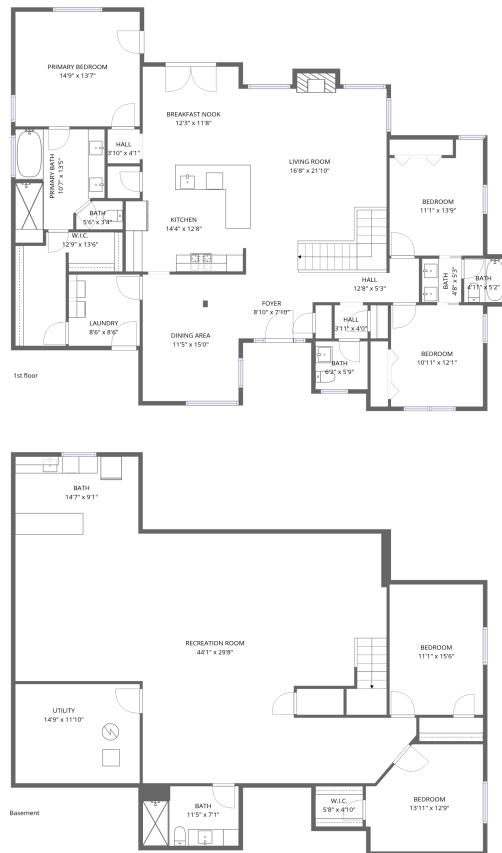 PRIMARY BEDROOM
14'9" x 13'7"
BREAKFAST NOOK
12'3" x 11'8"
HALL
3'10" x 4'1"
LIVING ROOM
16'8" x 21'10"
PRIMARY BATH
10'7" x 13'5"
BATH
5'6" x 3'4"
KITCHEN
14'4" x 12'8"
BEDROOM
11'1" x 13'9"
W.I.C.
12'9" x 13'6"
HALL
12'8" x 5'3"
BATH
4'8" x 5'3"
BATH
4'11" x 5'2"
LAUNDRY
8'6" x 8'6"
FOYER
8'10" x 7'10"
DINING AREA
11'5" x 15'0"
HALL
3'11" x 4'0"
BATH
6'2" x 5'9"
BEDROOM
10'11" x 12'1"
1st floor
BATH
14'7" x 9'1"
RECREATION ROOM
44'1" x 29'8"
BEDROOM
11'1" x 15'6"
UTILITY
14'9" x 11'10"
BATH
11'5" x 7'1"
W.I.C.
5'8" x 4'10"
BEDROOM
13'11" x 12'9"
Basement